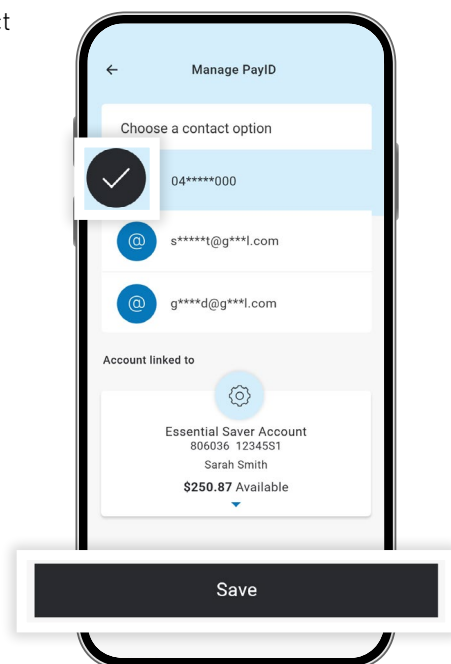 ct
Manage PayID
Choose a contact option
04*****000
@ s*****t@g***l.com
@ g****d@g***l.com
Account linked to
Essential Saver Account
806036 12345S1
Sarah Smith
$250.87 Available
Save